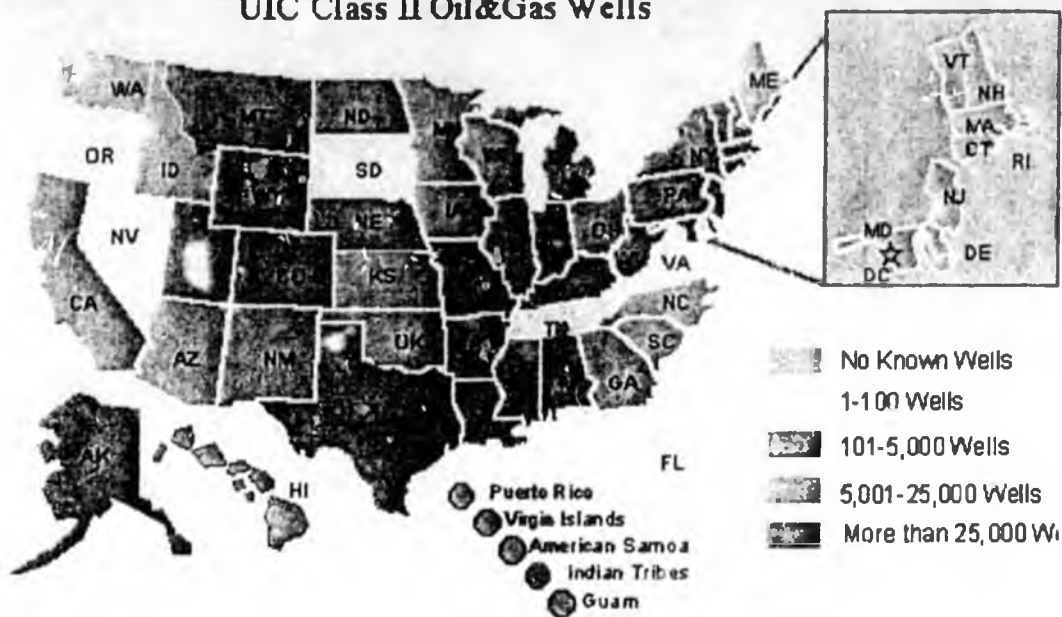 UIC Class II Oil&Gas Wells
WA
OR
ID
NV
CA
AZ
NM
MT
ND
SD
NE
KS
OK
CO
IA
NY
PA
ME
VA
NC
SC
GA
FL
AK
HI
VT
NH
MA
CT
RI
NJ
MD
DE
DC
No Known Wells
1-100 Wells
101-5,000 Wells
5,001-25,000 Wells
More than 25,000 W
Puerto Rico
Virgin Islands
American Samoa
Indian Tribes
Guam